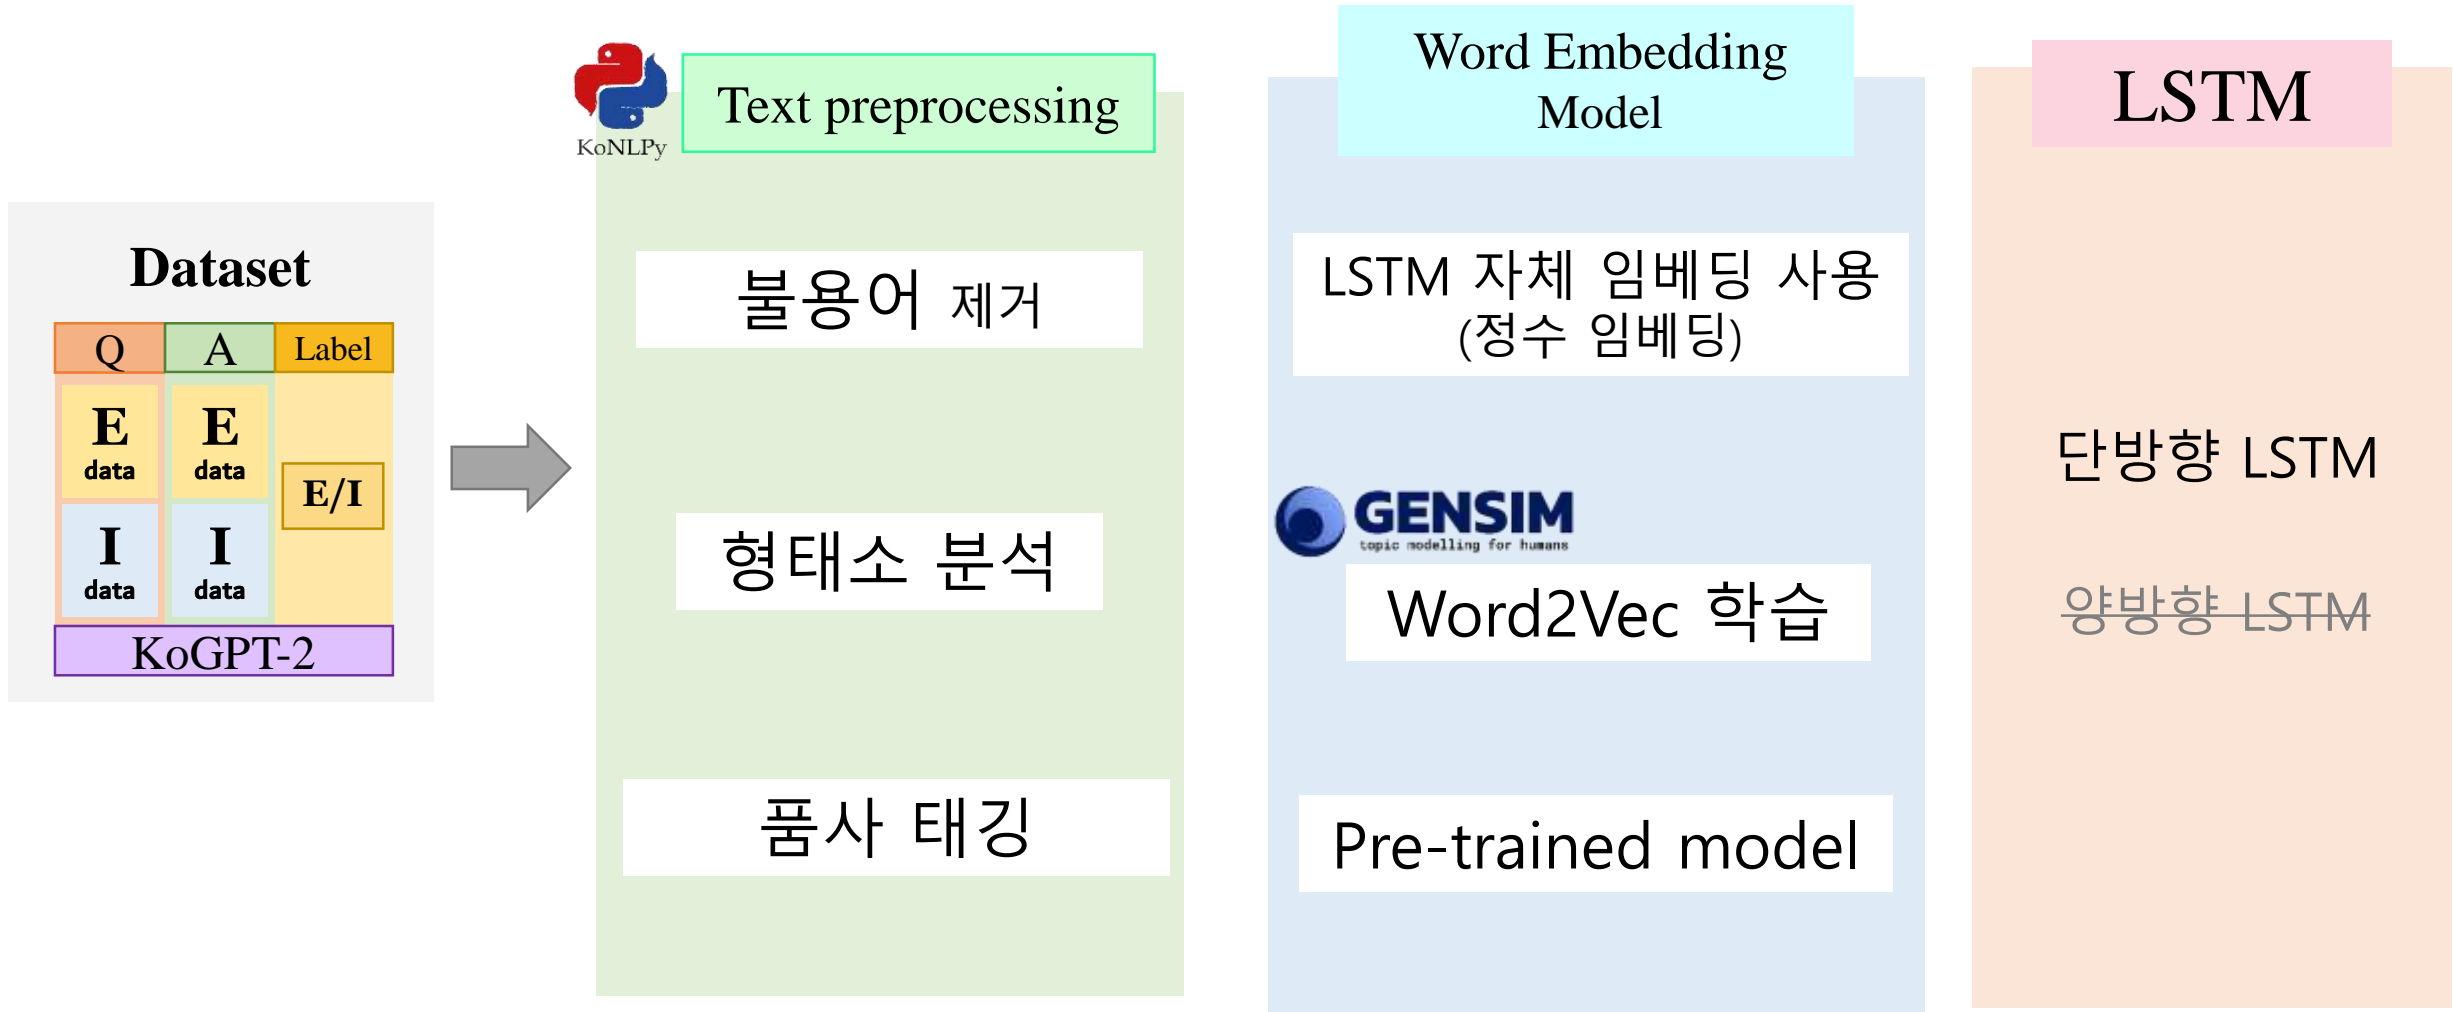 Dataset
Q A Label
E data
E data
E/I
I data
I data
KoGPT-2
KoNLPy
Text preprocessing
불용어 제거
형태소 분석
품사 태깅
Word Embedding
Model
LSTM 자체 임베딩 사용
(정수 임베딩)
GENSIM
topic modelling for humans
Word2Vec 학습
Pre-trained model
LSTM
단방향 LSTM
양방향 LSTM